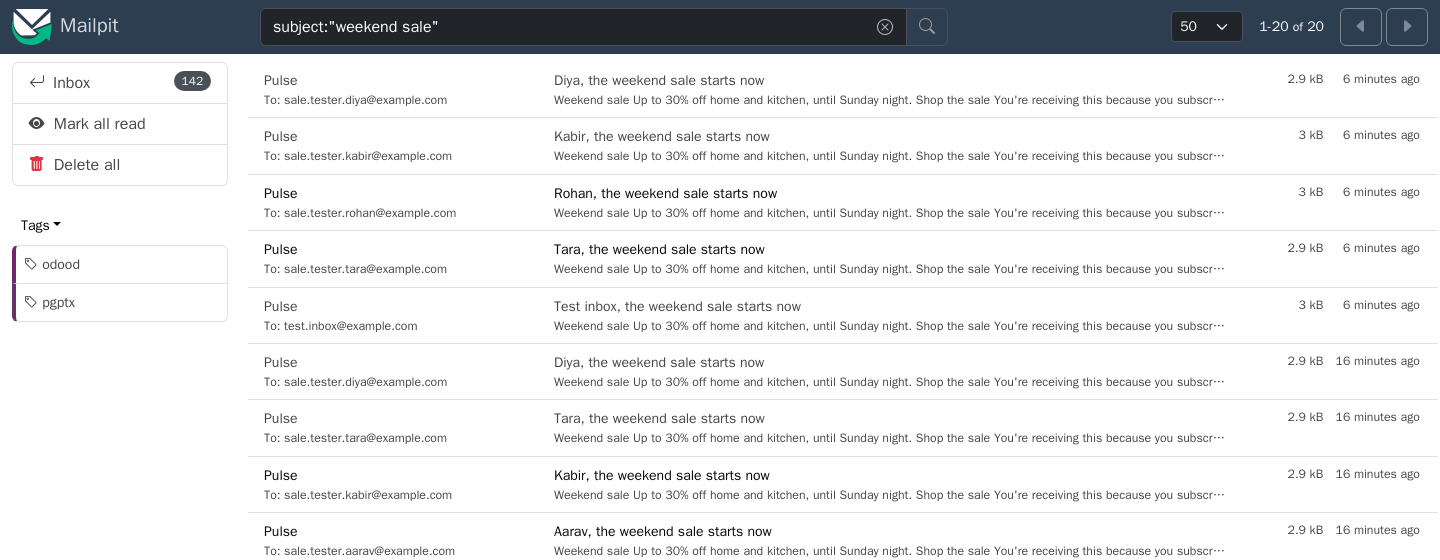 Mailpit
subject:"weekend sale"
50
1-20 of 20
Inbox 142
Mark all read
Delete all
Tags
odood
pgptx
Pulse Diya, the weekend sale starts now 2.9 kB 6 minutes ago
To: sale.tester.diya@example.com Weekend sale Up to 30% off home and kitchen, until Sunday night. Shop the sale You're receiving this because you subscr···
Pulse Kabir, the weekend sale starts now 3 kB 6 minutes ago
To: sale.tester.kabir@example.com Weekend sale Up to 30% off home and kitchen, until Sunday night. Shop the sale You're receiving this because you subscr···
Pulse Rohan, the weekend sale starts now 3 kB 6 minutes ago
To: sale.tester.rohan@example.com Weekend sale Up to 30% off home and kitchen, until Sunday night. Shop the sale You're receiving this because you subscr···
Pulse Tara, the weekend sale starts now 2.9 kB 6 minutes ago
To: sale.tester.tara@example.com Weekend sale Up to 30% off home and kitchen, until Sunday night. Shop the sale You're receiving this because you subscr···
Pulse Test inbox, the weekend sale starts now 3 kB 6 minutes ago
To: test.inbox@example.com Weekend sale Up to 30% off home and kitchen, until Sunday night. Shop the sale You're receiving this because you subscr···
Pulse Diya, the weekend sale starts now 2.9 kB 16 minutes ago
To: sale.tester.diya@example.com Weekend sale Up to 30% off home and kitchen, until Sunday night. Shop the sale You're receiving this because you subscr···
Pulse Tara, the weekend sale starts now 2.9 kB 16 minutes ago
To: sale.tester.tara@example.com Weekend sale Up to 30% off home and kitchen, until Sunday night. Shop the sale You're receiving this because you subscr···
Pulse Kabir, the weekend sale starts now 2.9 kB 16 minutes ago
To: sale.tester.kabir@example.com Weekend sale Up to 30% off home and kitchen, until Sunday night. Shop the sale You're receiving this because you subscr···
Pulse Aarav, the weekend sale starts now 2.9 kB 16 minutes ago
To: sale.tester.aarav@example.com Weekend sale Up to 30% off home and kitchen, until Sunday night. Shop the sale You're receiving this because you subscr···